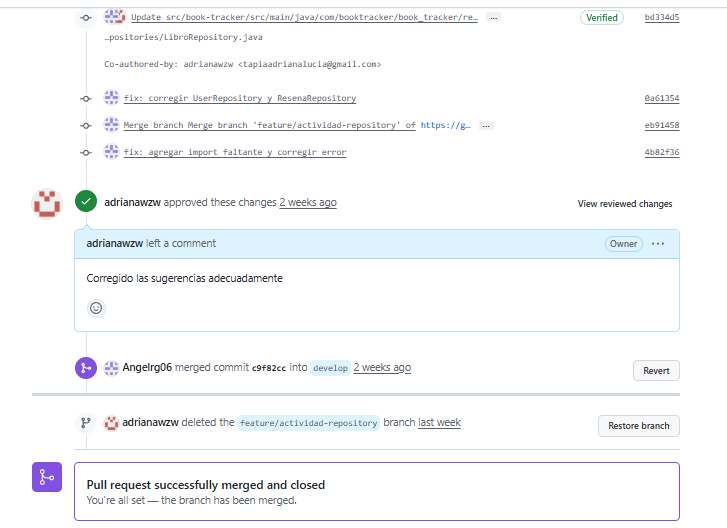 Update src/book-tracker/src/main/java/com/booktracker/book_tracker/re… ... Verified bd334d5
…positories/LibroRepository.java
Co-authored-by: adrianawzw <tapiaadrianalucia@gmail.com>
fix: corregir UserRepository y ResenaRepository 0a61354
Merge branch Merge branch 'feature/actividad-repository' of https://g… ... eb91458
fix: agregar import faltante y corregir error 4b82f36
adrianawzw approved these changes 2 weeks ago View reviewed changes
adrianawzw left a comment Owner ...
Corregido las sugerencias adecuadamente
Angelrg06 merged commit c9f82cc into develop 2 weeks ago Revert
adrianawzw deleted the feature/actividad-repository branch last week Restore branch
Pull request successfully merged and closed
You're all set — the branch has been merged.